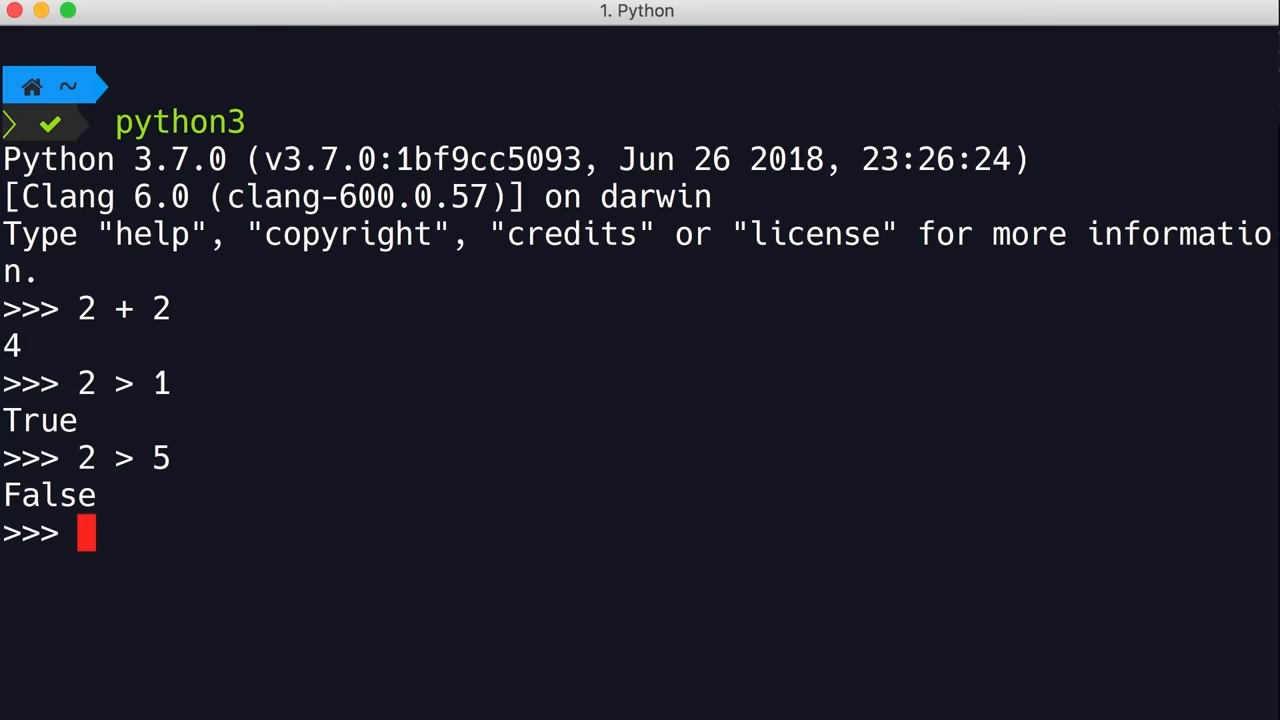 1. Python
~
python3
Python 3.7.0 (v3.7.0:1bf9cc5093, Jun 26 2018, 23:26:24)
[Clang 6.0 (clang-600.0.57)] on darwin
Type "help", "copyright", "credits" or "license" for more informatio
n.
>>> 2 + 2
4
>>> 2 > 1
True
>>> 2 > 5
False
>>>